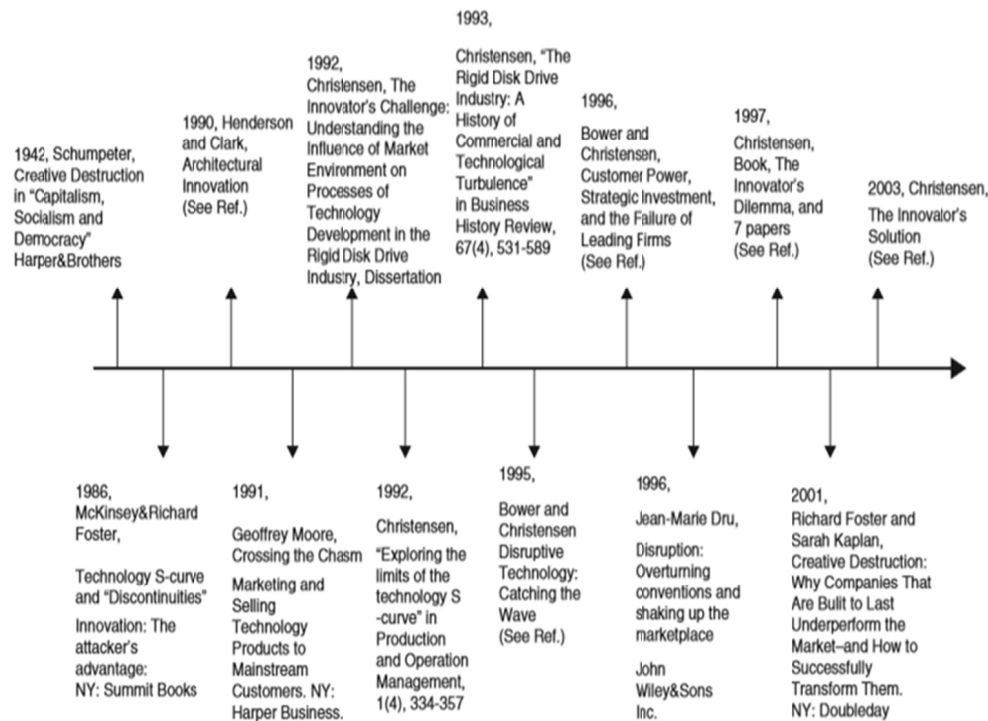 1942, Schumpeter,
Creative Destruction
in "Capitalism,
Socialism and
Democracy"
Harper&Brothers
1990, Henderson
and Clark,
Architectural
Innovation
(See Ref.)
1992,
Christensen, The
Innovator's Challenge:
Understanding the
Influence of Market
Environment on
Processes of
Technology
Development in the
Rigid Disk Drive
Industry, Dissertation
1993,
Christensen, "The
Rigid Disk Drive
Industry: A
History of
Commercial and
Technological
Turbulence"
in Business
History Review,
67(4), 531-589
1996,
Bower and
Christensen,
Customer Power,
Strategic Investment,
and the Failure of
Leading Firms
(See Ref.)
1997,
Christensen,
Book, The
Innovator's
Dilemma, and
7 papers
(See Ref.)
2003, Christensen,
The Innovator's
Solution
(See Ref.)
1986,
McKinsey&Richard
Foster,
Technology S-curve
and "Discontinuities"
Innovation: The
attacker's
advantage:
NY: Summit Books
1991,
Geoffrey Moore,
Crossing the Chasm
Marketing and
Selling
Technology
Products to
Mainstream
Customers. NY:
Harper Business.
1992,
Christensen,
"Exploring the
limits of the
technology S
-curve" in
Production
and Operation
Management,
1(4), 334-357
1995,
Bower and
Christensen
Disruptive
Technology:
Catching the
Wave
(See Ref.)
1996,
Jean-Marie Dru,
Disruption:
Overturning
conventions and
shaking up the
marketplace
John
Wiley&Sons
Inc.
2001,
Richard Foster and
Sarah Kaplan,
Creative Destruction:
Why Companies That
Are Bulit to Last
Underperform the
Market–and How to
Successfully
Transform Them.
NY: Doubleday